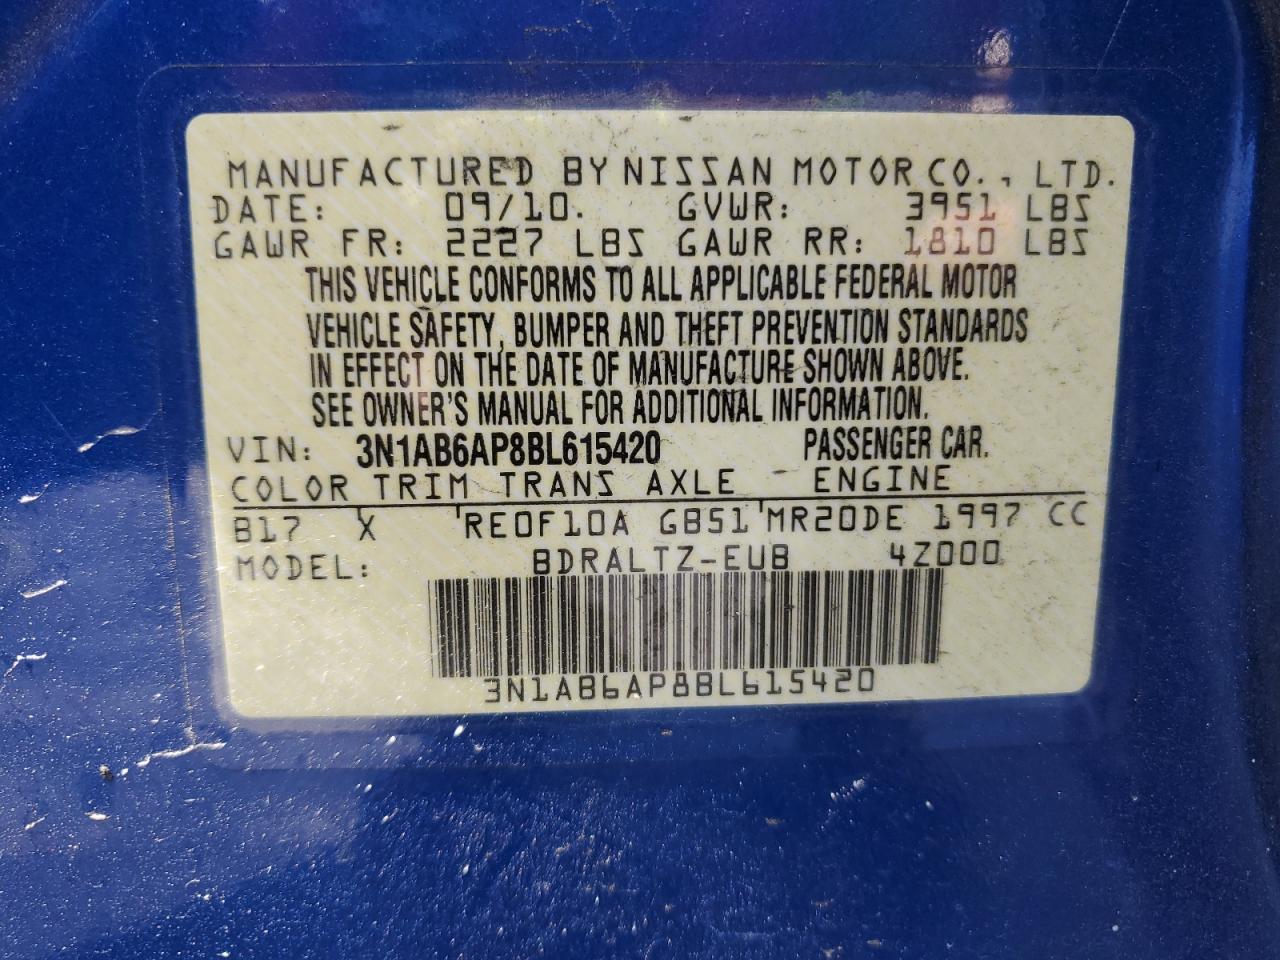 MANUFACTURED BY NISSAN MOTOR CO., LTD.
DATE: 09/10. GVWR: 3951 LBS
GAWR FR: 2227 LBS GAWR RR: 1810 LBS
THIS VEHICLE CONFORMS TO ALL APPLICABLE FEDERAL MOTOR
VEHICLE SAFETY, BUMPER AND THEFT PREVENTION STANDARDS
IN EFFECT ON THE DATE OF MANUFACTURE SHOWN ABOVE.
SEE OWNER'S MANUAL FOR ADDITIONAL INFORMATION.
VIN: 3N1AB6AP8BL615420 PASSENGER CAR.
COLOR TRIM TRANS AXLE ENGINE
B17 X RE0F10A GB51 MR20DE 1997 CC
MODEL: BDRALTZ-EUB 4Z000
3N1AB6AP8BL615420